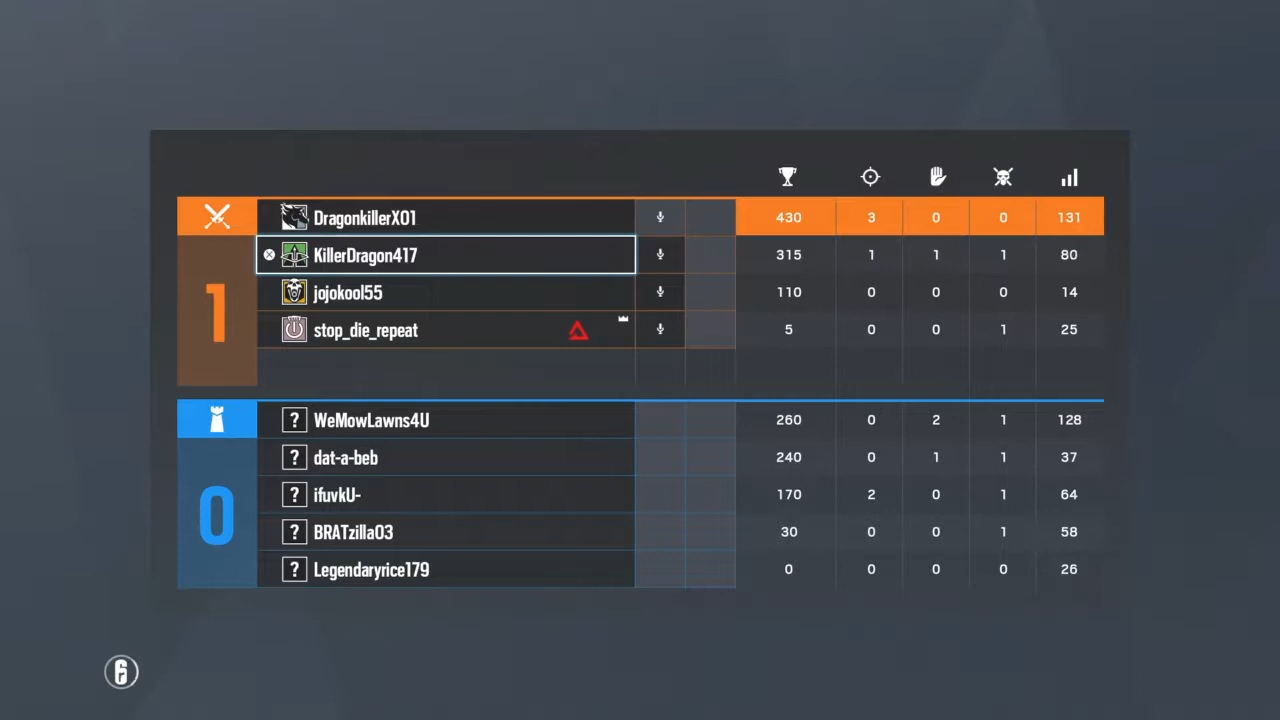 DragonkillerX01 430 3 0 0 131
KillerDragon417 315 1 1 1 80
1 jojokool55 110 0 0 0 14
stop_die_repeat 5 0 0 1 25
? WeMowLawns4U 260 0 2 1 128
? dat-a-beb 240 0 1 1 37
0 ? ifuvkU- 170 2 0 1 64
? BRATzilla03 30 0 0 1 58
? Legendaryrice179 0 0 0 0 26
6